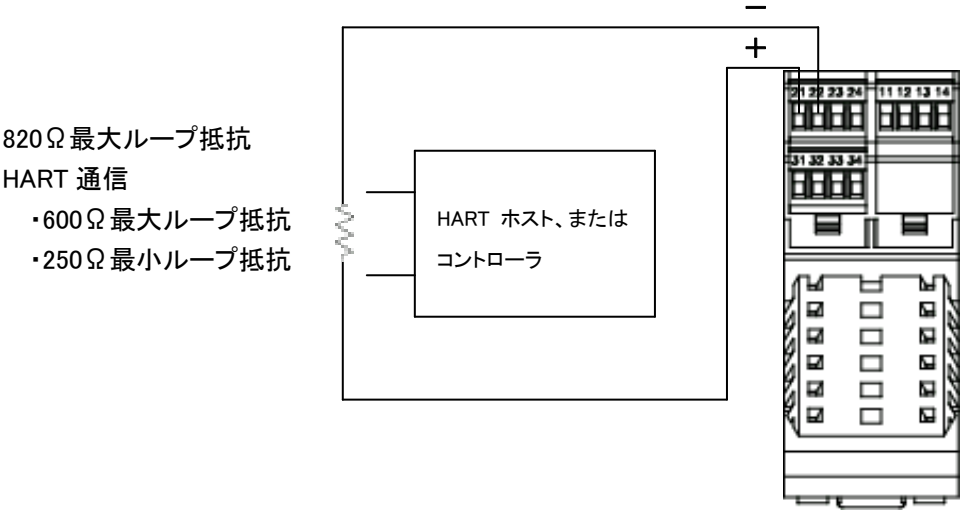 −
+
21 22 23 24 11 12 13 14
31 32 33 34
820Ω最大ループ抵抗
HART 通信
・600Ω最大ループ抵抗
・250Ω最小ループ抵抗
HART ホスト、または
コントローラ